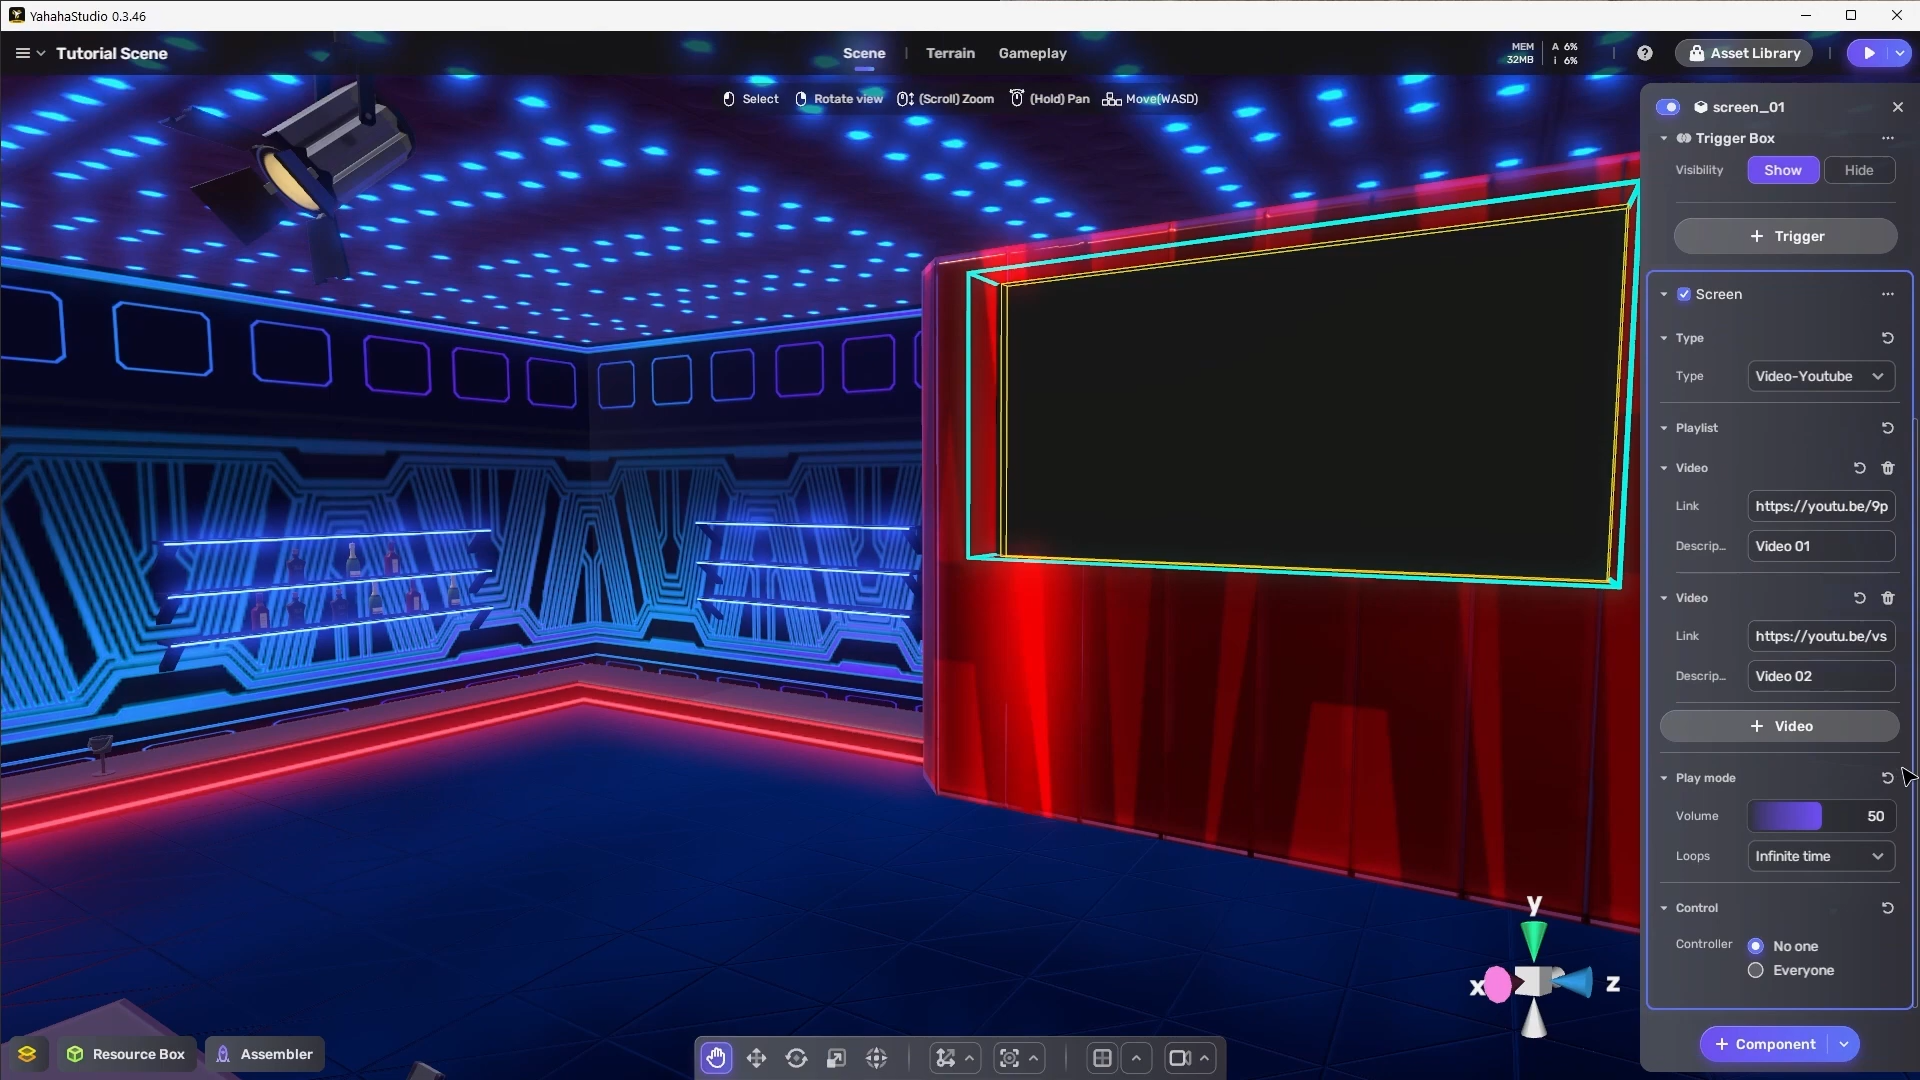 YahahaStudio 0.3.46
Tutorial Scene
Scene
Terrain
Gameplay
MEM
32MB
A 6%
i 6%
Asset Library
Select
Rotate view
(Scroll) Zoom
(Hold) Pan
Move(WASD)
screen_01
Trigger Box
Visibility
Show
Hide
+ Trigger
Screen
Type
Type
Video-Youtube
Playlist
Video
Link
https://youtu.be/9p
Descrip...
Video 01
Video
Link
https://youtu.be/vs
Descrip...
Video 02
+ Video
Play mode
Volume
50
Loops
Infinite time
Control
Controller
No one
Everyone
y
x
z
Resource Box
Assembler
+ Component